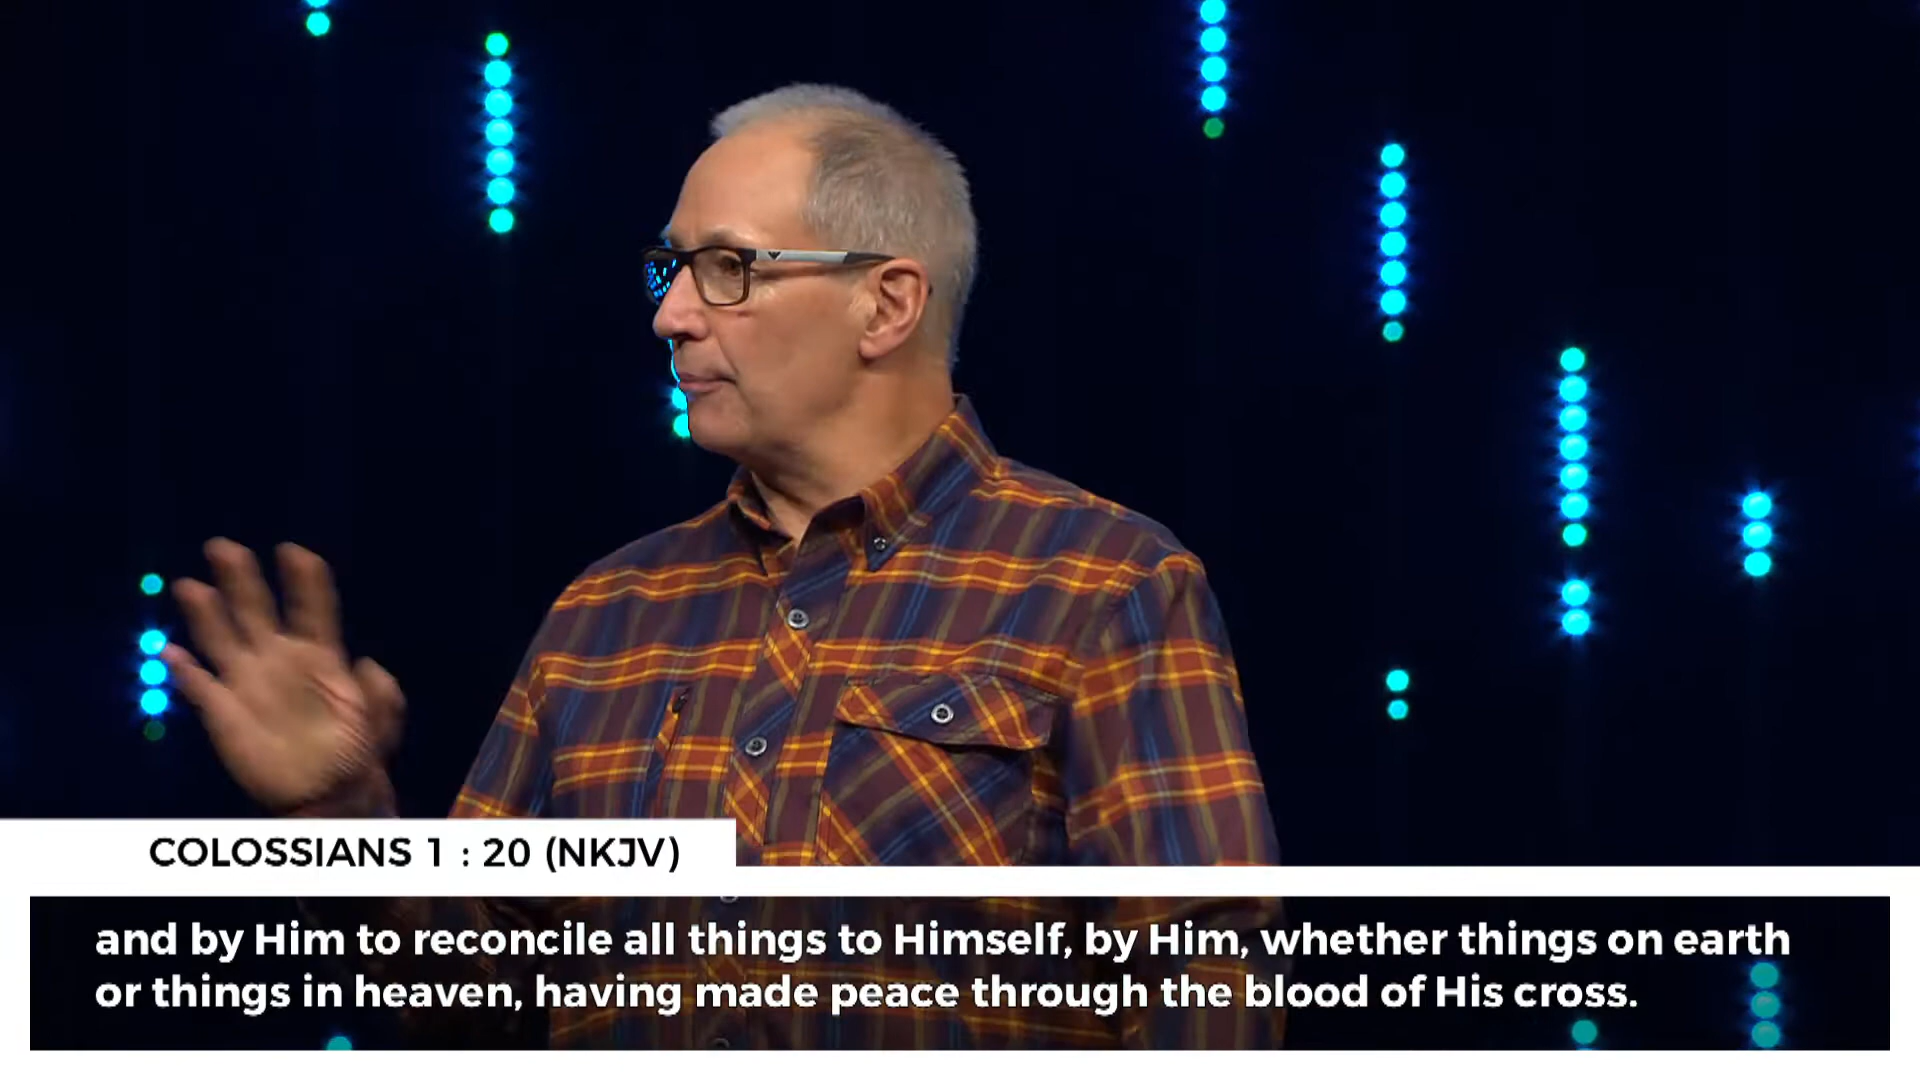 COLOSSIANS 1 : 20 (NKJV)
and by Him to reconcile all things to Himself, by Him, whether things on earth
or things in heaven, having made peace through the blood of His cross.